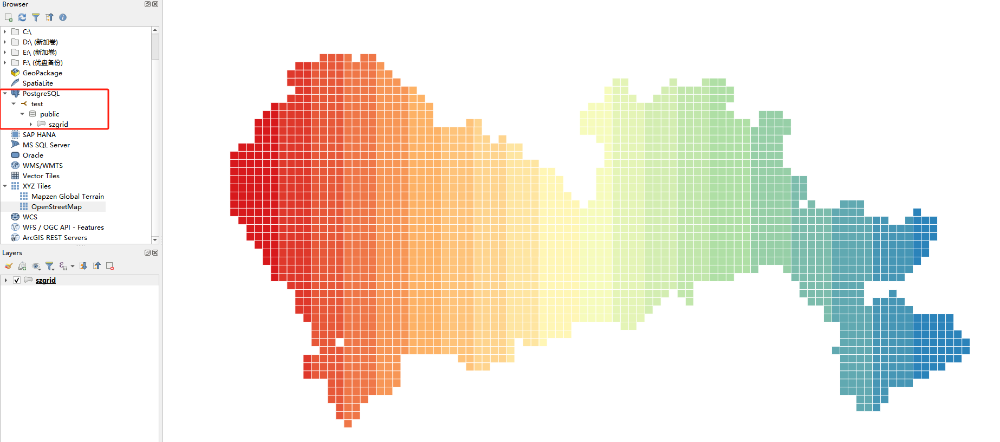 Browser
C:\
D:\ (新加卷)
E:\ (新加卷)
F:\ (优盘备份)
GeoPackage
SpatiaLite
PostgreSQL
test
public
szgrid
SAP HANA
MS SQL Server
Oracle
WMS/WMTS
Vector Tiles
XYZ Tiles
Mapzen Global Terrain
OpenStreetMap
WCS
WFS / OGC API - Features
ArcGIS REST Servers
Layers
szgrid